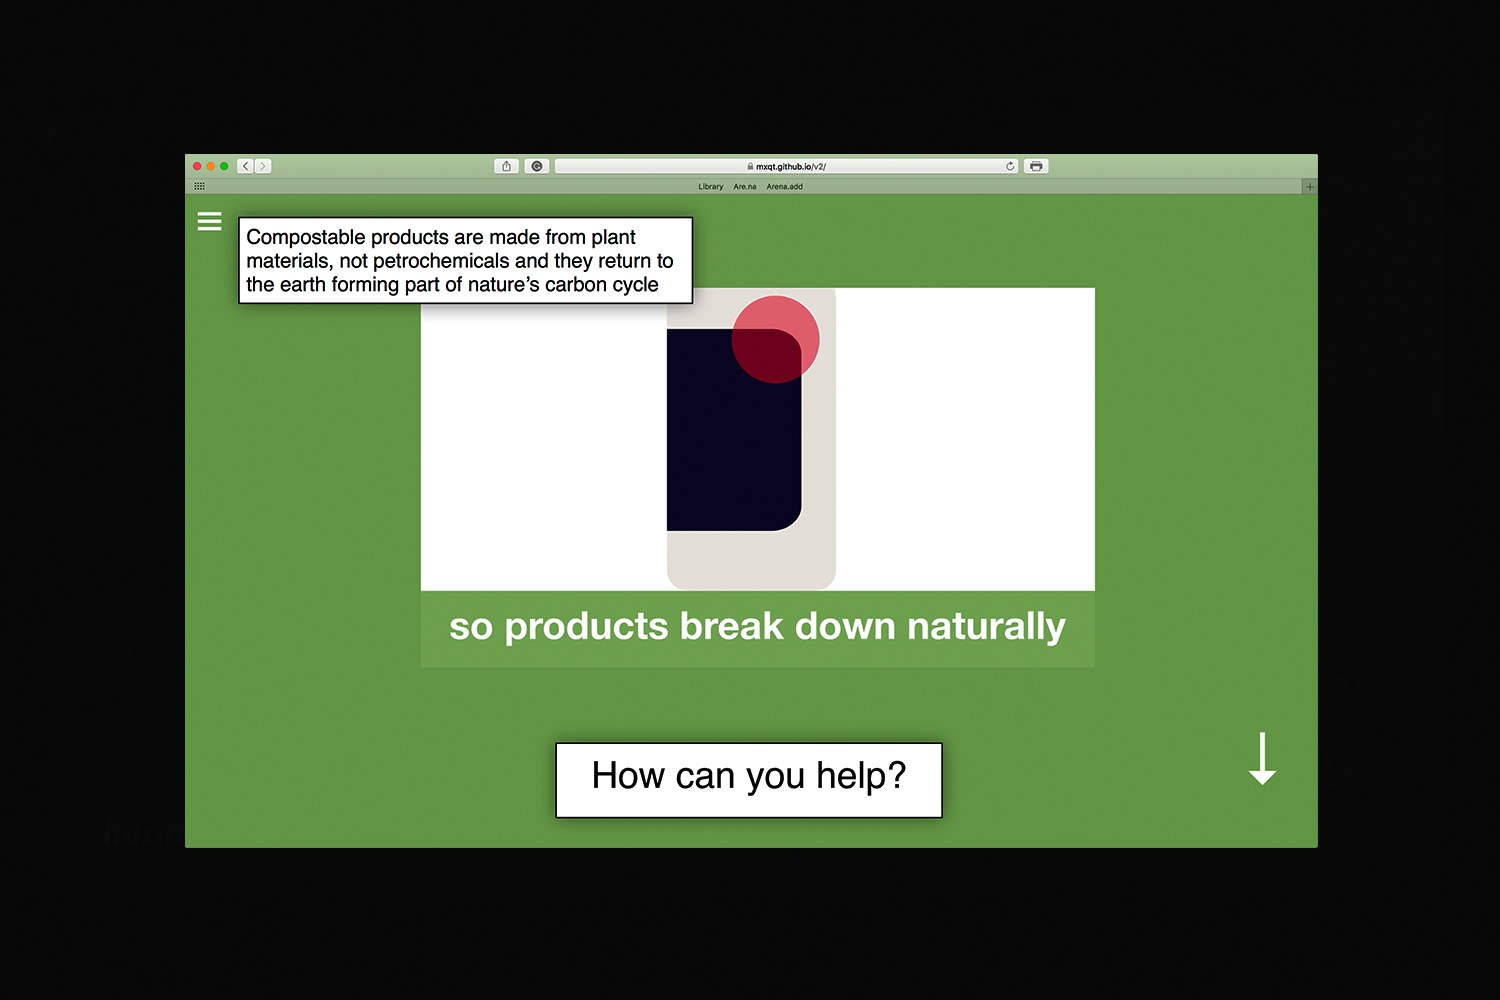 mxqt.github.io/v2/
Library Are.na Arena.add
Compostable products are made from plant
materials, not petrochemicals and they return to
the earth forming part of nature’s carbon cycle
so products break down naturally
How can you help?